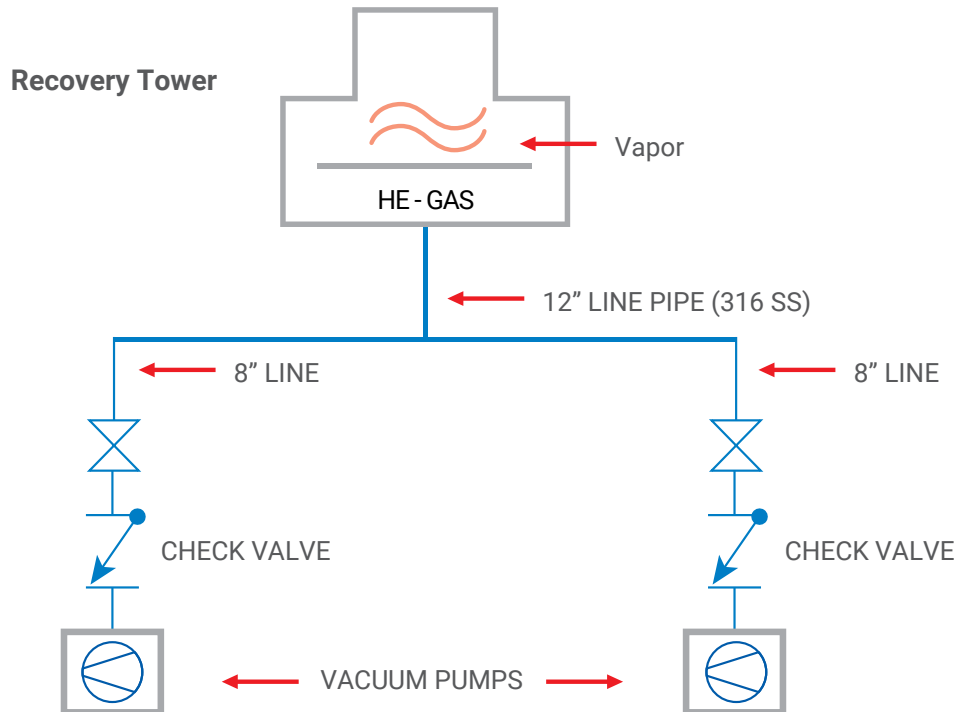 Recovery Tower
Vapor
HE - GAS
12” LINE PIPE (316 SS)
8” LINE
8” LINE
CHECK VALVE
CHECK VALVE
VACUUM PUMPS